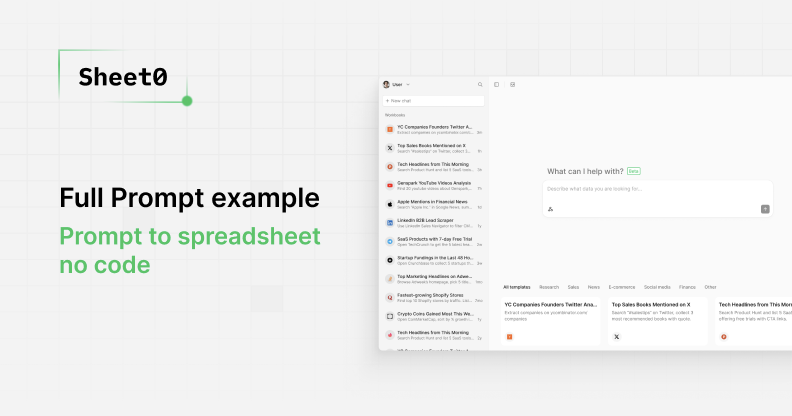 Sheet0
Full Prompt example
Prompt to spreadsheet
no code
User
+ New chat
Workbooks
YC Companies Founders Twitter A...
Extract companies on ycombinator.com/...
6m
Top Sales Books Mentioned on X
Search "#salestips" on Twitter, collect 3...
1h
Tech Headlines from This Morning
Search Product Hunt and list 5 SaaS com...
Genspark YouTube Videos Analysis
Find 20 youtube videos about Genspark...
Apple Mentions in Financial News
Search "Apple Inc." in Google News, sum...
LinkedIn B2B Lead Scraper
Use LinkedIn Sales Navigator to filter
SaaS Products with 7-day Free Trial
Open TechCrunch to get the 5 latest
Startup Fundings in the Last 48 Ho...
Open Crunchbase to collect 5 startups
Top Marketing Headlines on Adwe...
Browse Adweek's homepage, pick 5
Fastest-growing Shopify Stores
Find top 10 Shopify stores by traffic. List...
Crypto Coins Gained Most This We...
Open CoinMarketCap, sort by % growth
Tech Headlines from This Morning
Search Product Hunt and list 5 SaaS com...
What can I help with?
Beta
Describe what data you are looking for...
All templates
Research
Sales
News
E-commerce
Social media
Finance
Other
YC Companies Founders Twitter Ana...
Extract companies on ycombinator.com/
companies
Top Sales Books Mentioned on X
Search "#salestips" on Twitter, collect 3
most recommended books with quote.
Tech Headlines from This Morn
Search Product Hunt and list 5 SaaS
offering free trials with CTA links.